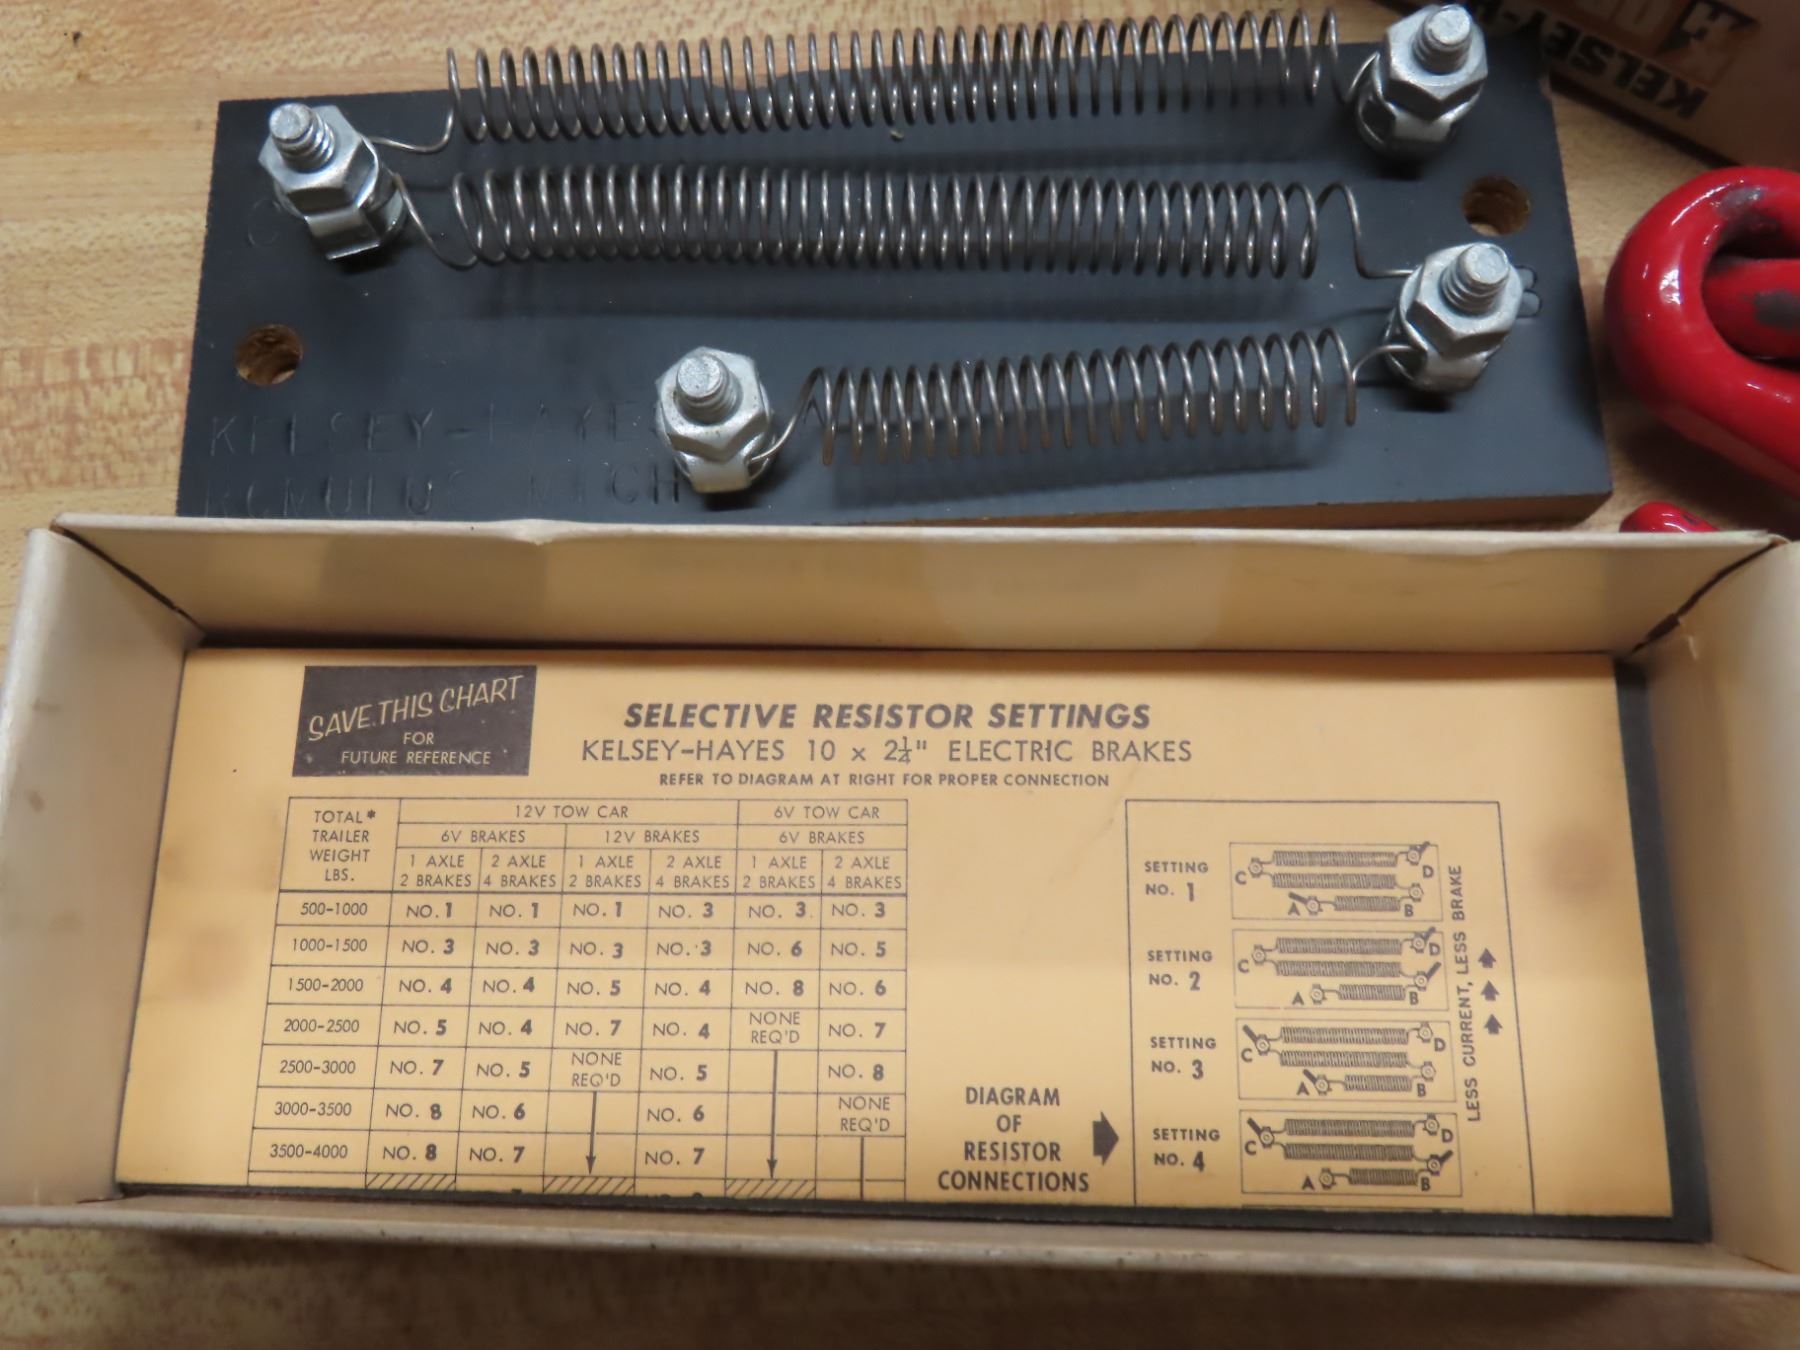 KELSEY-H
C
KELSEY-HAYES
ROMULUS MICH
SAVE THIS CHART
FOR
FUTURE REFERENCE
SELECTIVE RESISTOR SETTINGS
KELSEY-HAYES 10 x 2¼" ELECTRIC BRAKES
REFER TO DIAGRAM AT RIGHT FOR PROPER CONNECTION
TOTAL * TRAILER WEIGHT LBS.
12V TOW CAR 6V TOW CAR
6V BRAKES 12V BRAKES 6V BRAKES
1 AXLE 2 AXLE 1 AXLE 2 AXLE 1 AXLE 2 AXLE
2 BRAKES 4 BRAKES 2 BRAKES 4 BRAKES 2 BRAKES 4 BRAKES
500-1000 NO. 1 NO. 1 NO. 1 NO. 3 NO. 3 NO. 3
1000-1500 NO. 3 NO. 3 NO. 3 NO. 3 NO. 6 NO. 5
1500-2000 NO. 4 NO. 4 NO. 5 NO. 4 NO. 8 NO. 6
2000-2500 NO. 5 NO. 4 NO. 7 NO. 4 NONE REQ'D NO. 7
2500-3000 NO. 7 NO. 5 NONE REQ'D NO. 5 NO. 8
3000-3500 NO. 8 NO. 6 NO. 6 NONE REQ'D
3500-4000 NO. 8 NO. 7 NO. 7
DIAGRAM
OF
RESISTOR
CONNECTIONS
SETTING
NO. 1
C D A B
SETTING
NO. 2
C D A B
SETTING
NO. 3
C D A B
SETTING
NO. 4
C D A B
LESS CURRENT, LESS BRAKE